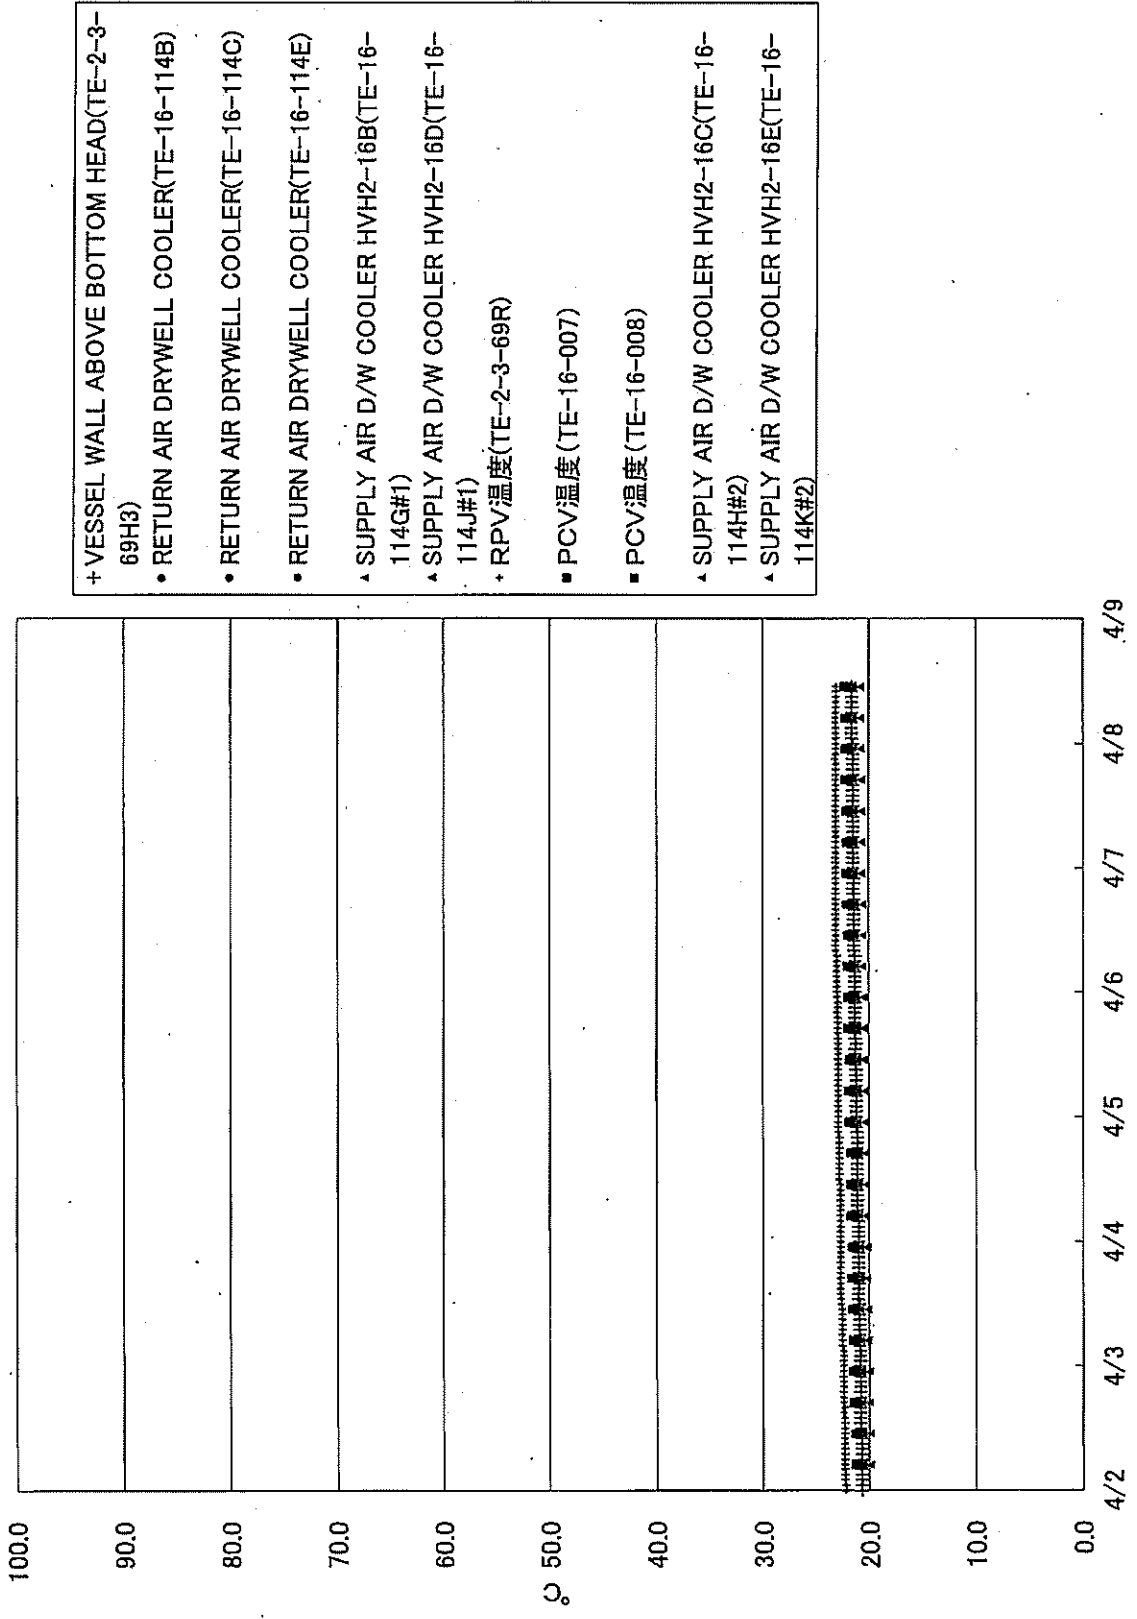 100.0
90.0
80.0
70.0
60.0
50.0
40.0
30.0
20.0
10.0
0.0
℃
4/2
4/3
4/4
4/5
4/6
4/7
4/8
4/9
VESSEL WALL ABOVE BOTTOM HEAD(TE-2-3-
69H3)
RETURN AIR DRYWELL COOLER(TE-16-114B)
RETURN AIR DRYWELL COOLER(TE-16-114C)
RETURN AIR DRYWELL COOLER(TE-16-114E)
SUPPLY AIR D/W COOLER HVH2-16B(TE-16-
114G#1)
SUPPLY AIR D/W COOLER HVH2-16D(TE-16-
114J#1)
RPV温度(TE-2-3-69R)
PCV温度(TE-16-007)
PCV温度(TE-16-008)
SUPPLY AIR D/W COOLER HVH2-16C(TE-16-
114H#2)
SUPPLY AIR D/W COOLER HVH2-16E(TE-16-
114K#2)